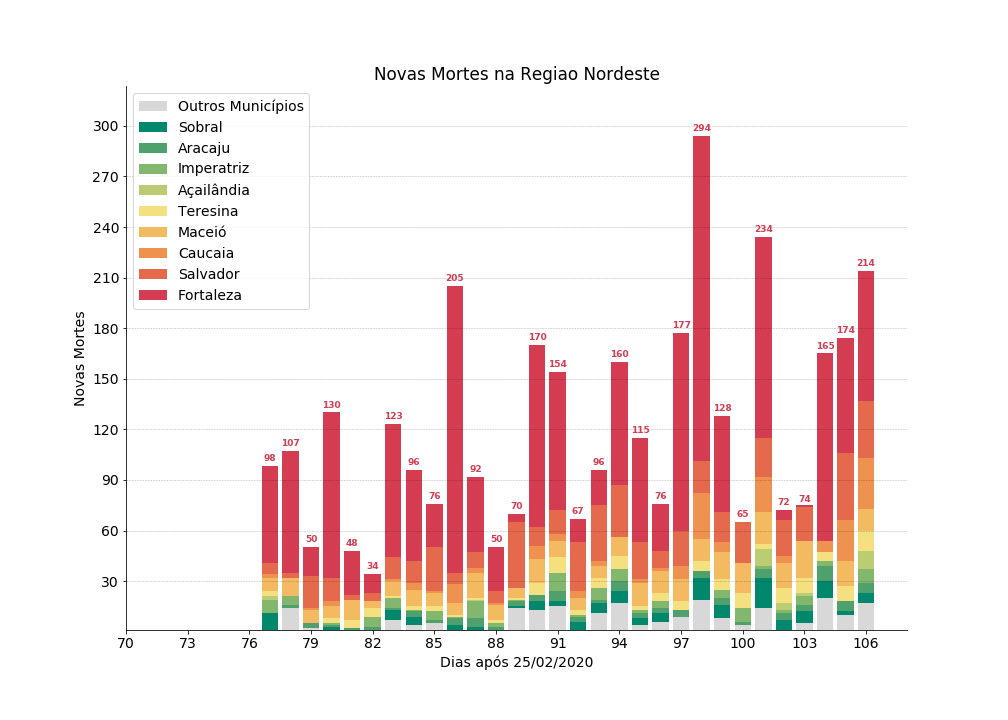 Novas Mortes na Regiao Nordeste
Outros Municípios
Sobral
Aracaju
Imperatriz
Açailândia
Teresina
Maceió
Caucaia
Salvador
Fortaleza
Novas Mortes
300
270
240
210
180
150
120
90
60
30
98
107
50
130
48
34
123
96
76
205
92
50
70
170
154
67
96
160
115
76
177
294
128
65
234
72
74
165
174
214
70 73 76 79 82 85 88 91 94 97 100 103 106
Dias após 25/02/2020